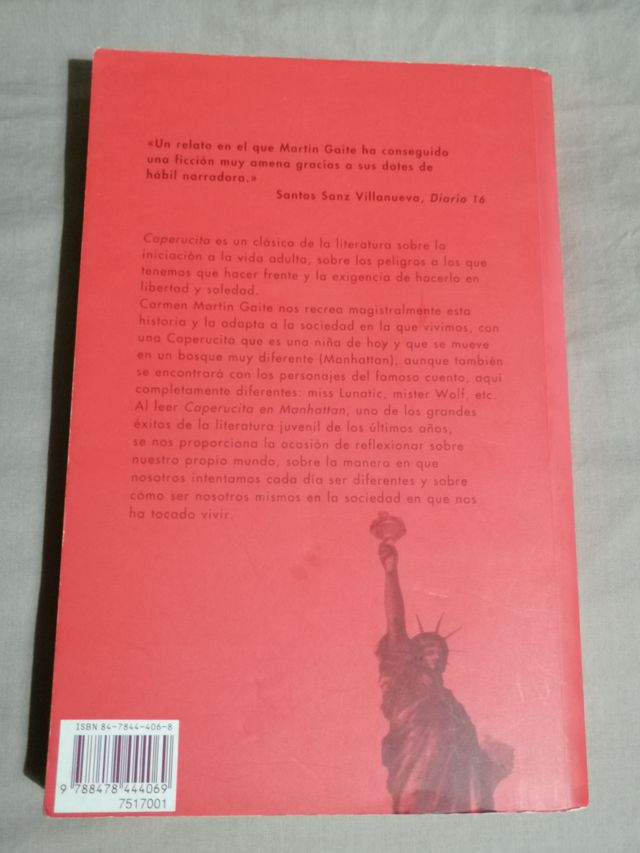 «Un relato en el que Martín Gaite ha conseguido
una ficción muy amena gracias a sus dotes de
hábil narradora.»
Santos Sanz Villanueva, Diario 16
Caperucita es un clásico de la literatura sobre la
iniciación a la vida adulta, sobre los peligros a los que
tenemos que hacer frente y la exigencia de hacerlo en
libertad y soledad.
Carmen Martín Gaite nos recrea magistralmente esta
historia y la adapta a la sociedad en la que vivimos, con
una Caperucita que es una niña de hoy y que se mueve
en un bosque muy diferente (Manhattan), aunque también
se encontrará con los personajes del famoso cuento, aquí
completamente diferentes: miss Lunatic, mister Wolf, etc.
Al leer Caperucita en Manhattan, uno de los grandes
éxitos de la literatura juvenil de los últimos años,
se nos proporciona la ocasión de reflexionar sobre
nuestro propio mundo, sobre la manera en que
nosotros intentamos cada día ser diferentes y sobre
cómo ser nosotros mismos en la sociedad en que nos
ha tocado vivir.
ISBN 84-7844-406-8
9 788478 444069
7517001